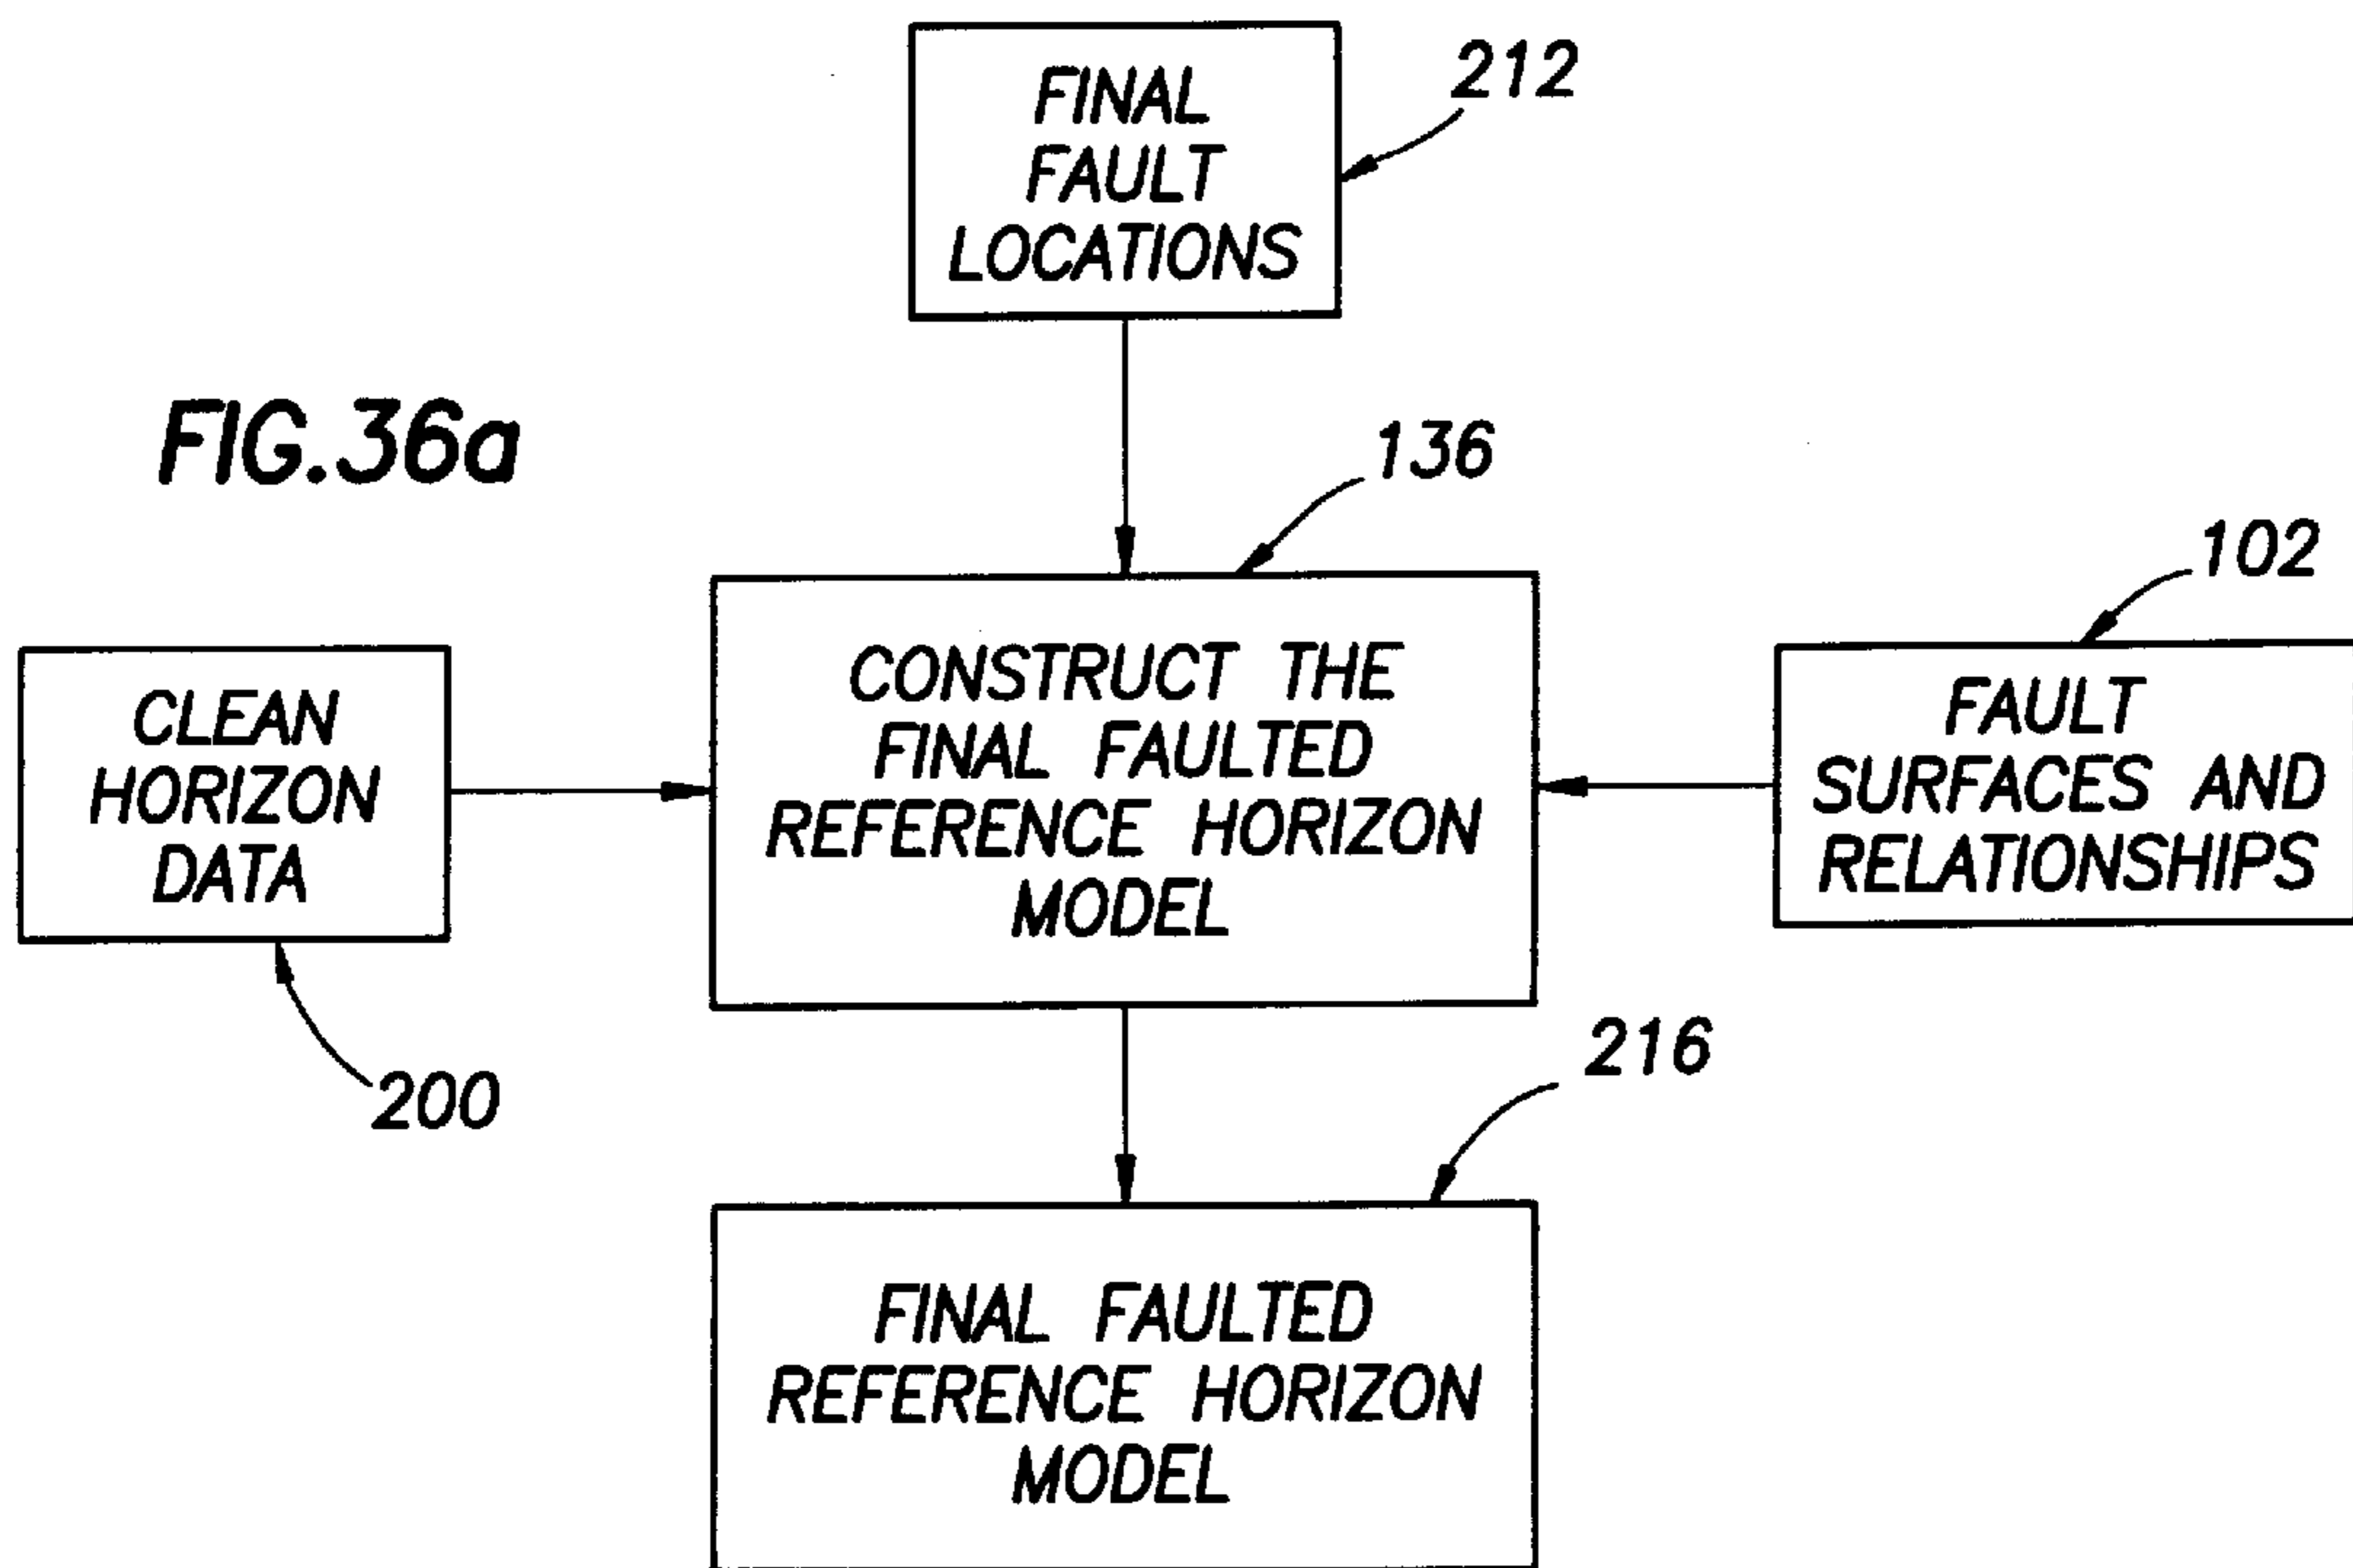 FINAL
FAULT
LOCATIONS
212
FIG.36a
136
102
CLEAN
HORIZON
DATA
CONSTRUCT THE
FINAL FAULTED
REFERENCE HORIZON
MODEL
FAULT
SURFACES AND
RELATIONSHIPS
200
216
FINAL FAULTED
REFERENCE HORIZON
MODEL